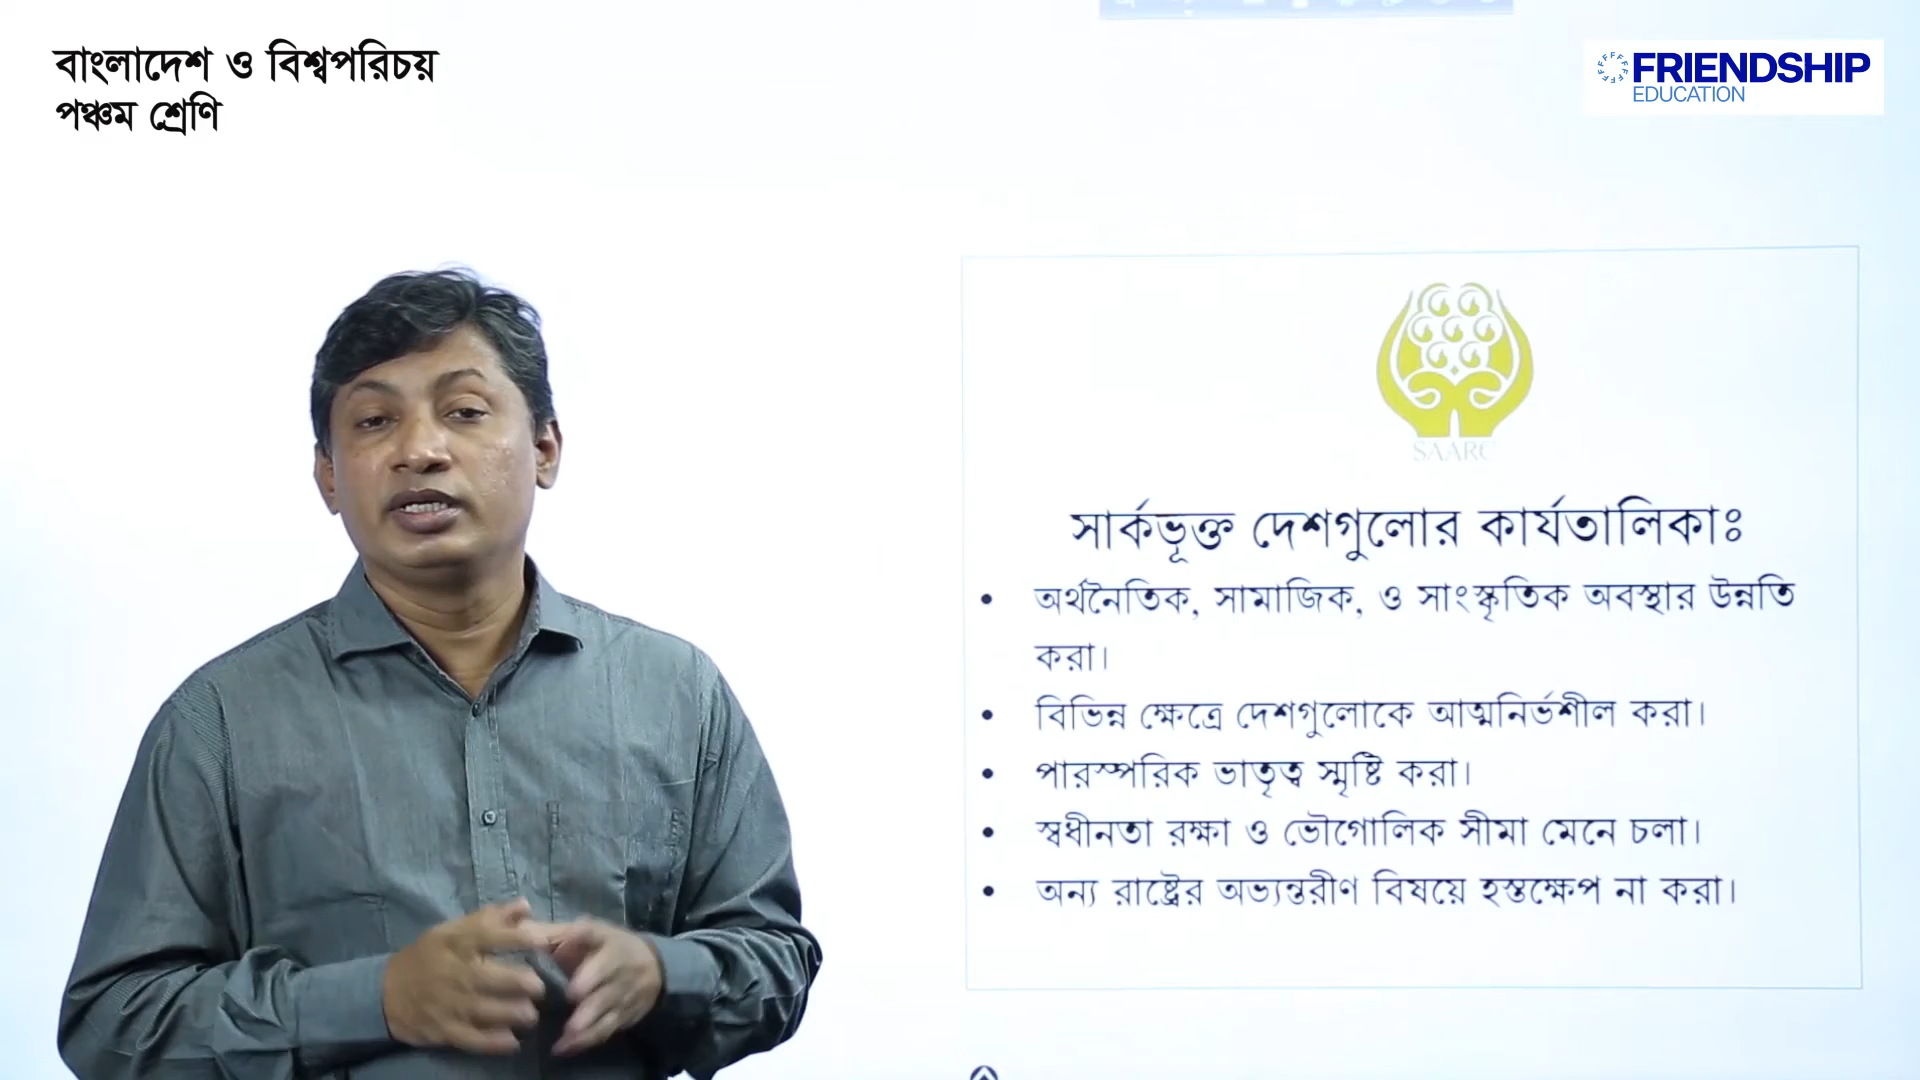 বাংলাদেশ ও বিশ্বপরিচয়
পঞ্চম শ্রেণি
FRIENDSHIP
EDUCATION
SAARC
সার্কভূক্ত দেশগুলোর কার্যতালিকাঃ
• অর্থনৈতিক, সামাজিক, ও সাংস্কৃতিক অবস্থার উন্নতি
করা।
• বিভিন্ন ক্ষেত্রে দেশগুলোকে আত্মনির্ভশীল করা।
• পারস্পরিক ভাতৃত্ব স্মৃষ্টি করা।
• স্বধীনতা রক্ষা ও ভৌগোলিক সীমা মেনে চলা।
• অন্য রাষ্ট্রের অভ্যন্তরীণ বিষয়ে হস্তক্ষেপ না করা।